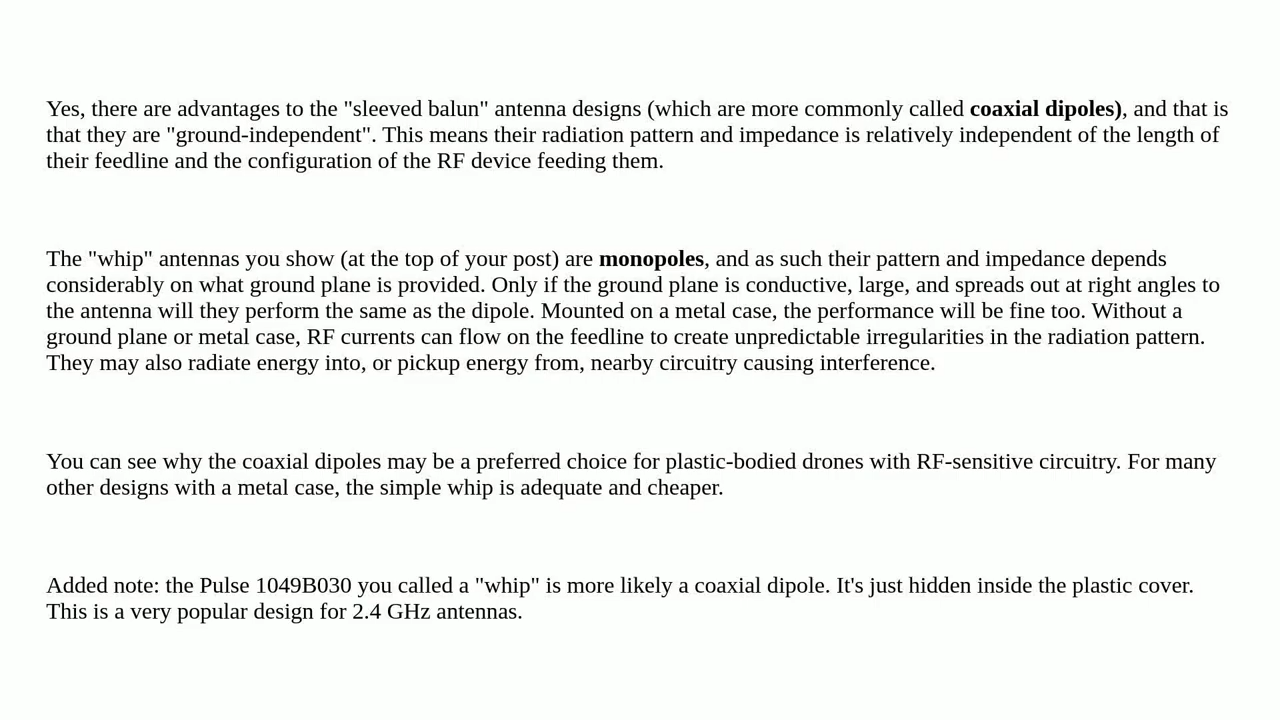 Yes, there are advantages to the "sleeved balun" antenna designs (which are more commonly called coaxial dipoles), and that is
that they are "ground-independent". This means their radiation pattern and impedance is relatively independent of the length of
their feedline and the configuration of the RF device feeding them.
The "whip" antennas you show (at the top of your post) are monopoles, and as such their pattern and impedance depends
considerably on what ground plane is provided. Only if the ground plane is conductive, large, and spreads out at right angles to
the antenna will they perform the same as the dipole. Mounted on a metal case, the performance will be fine too. Without a
ground plane or metal case, RF currents can flow on the feedline to create unpredictable irregularities in the radiation pattern.
They may also radiate energy into, or pickup energy from, nearby circuitry causing interference.
You can see why the coaxial dipoles may be a preferred choice for plastic-bodied drones with RF-sensitive circuitry. For many
other designs with a metal case, the simple whip is adequate and cheaper.
Added note: the Pulse 1049B030 you called a "whip" is more likely a coaxial dipole. It's just hidden inside the plastic cover.
This is a very popular design for 2.4 GHz antennas.